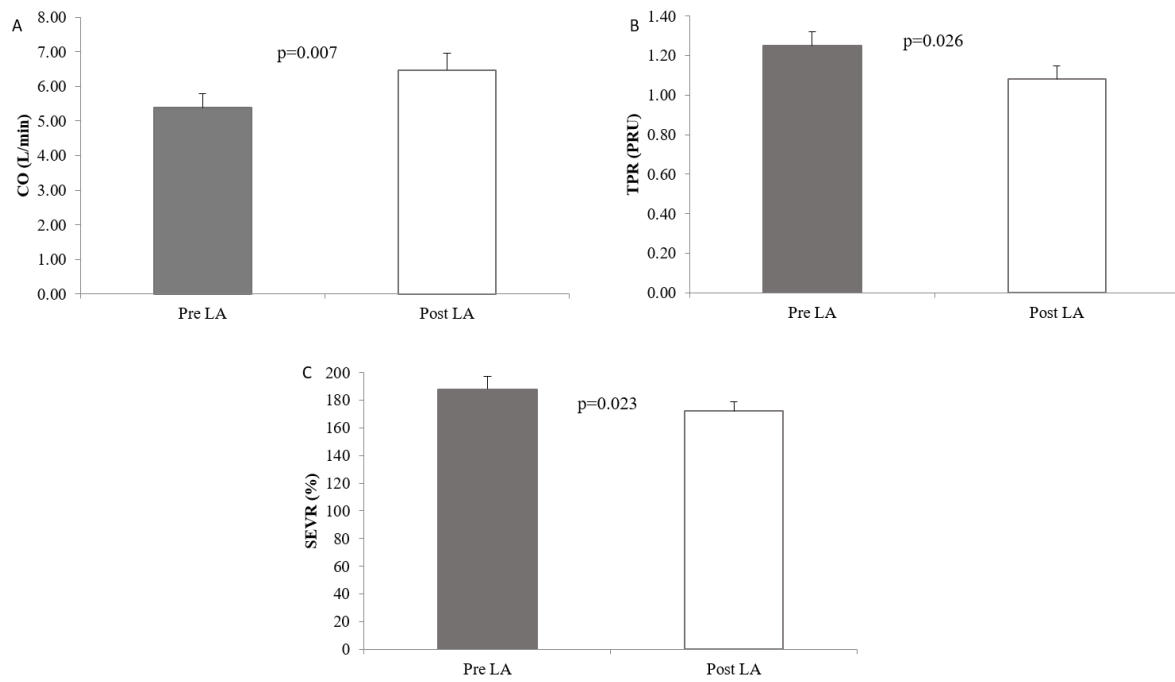 A
CO (L/min)
8.00
7.00
6.00
5.00
4.00
3.00
2.00
1.00
0.00
p=0.007
Pre LA
Post LA
B
TPR (PRU)
1.40
1.20
1.00
0.80
0.60
0.40
0.20
0.00
p=0.026
Pre LA
Post LA
C
SEVR (%)
200
180
160
140
120
100
80
60
40
20
0
p=0.023
Pre LA
Post LA